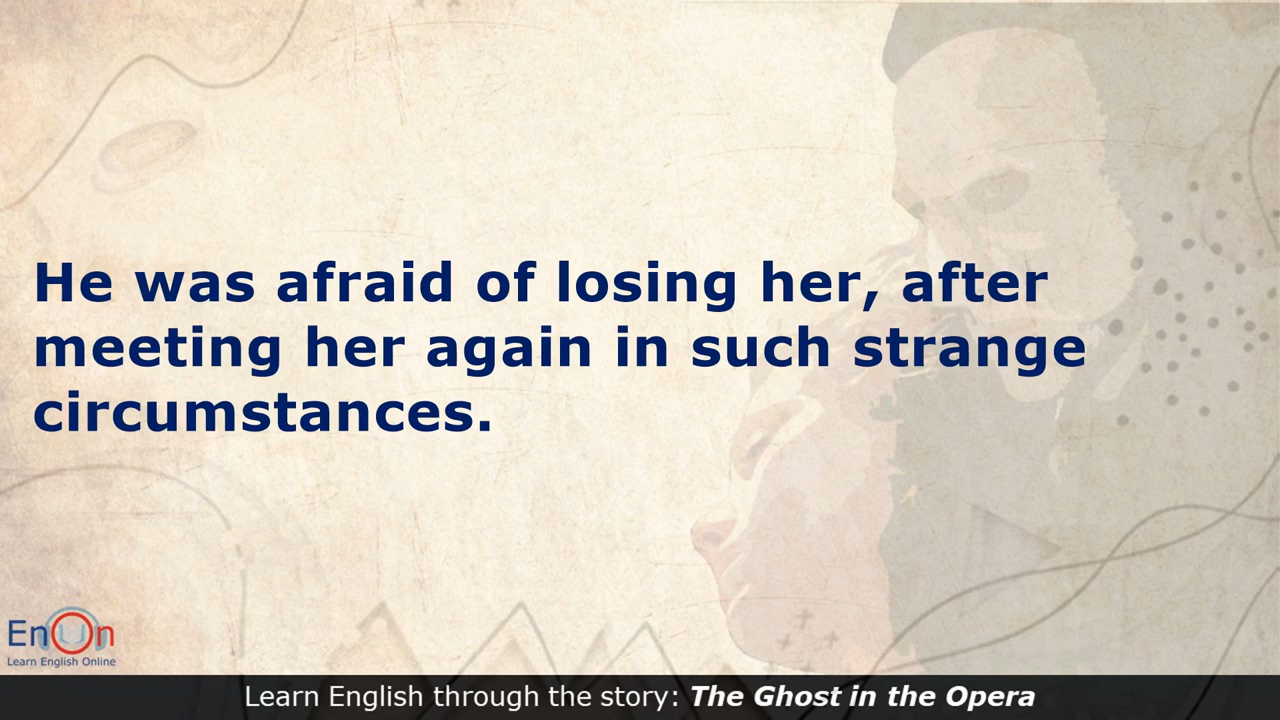 He was afraid of losing her, after
meeting her again in such strange
circumstances.
EnOn
Learn English Online
Learn English through the story: The Ghost in the Opera